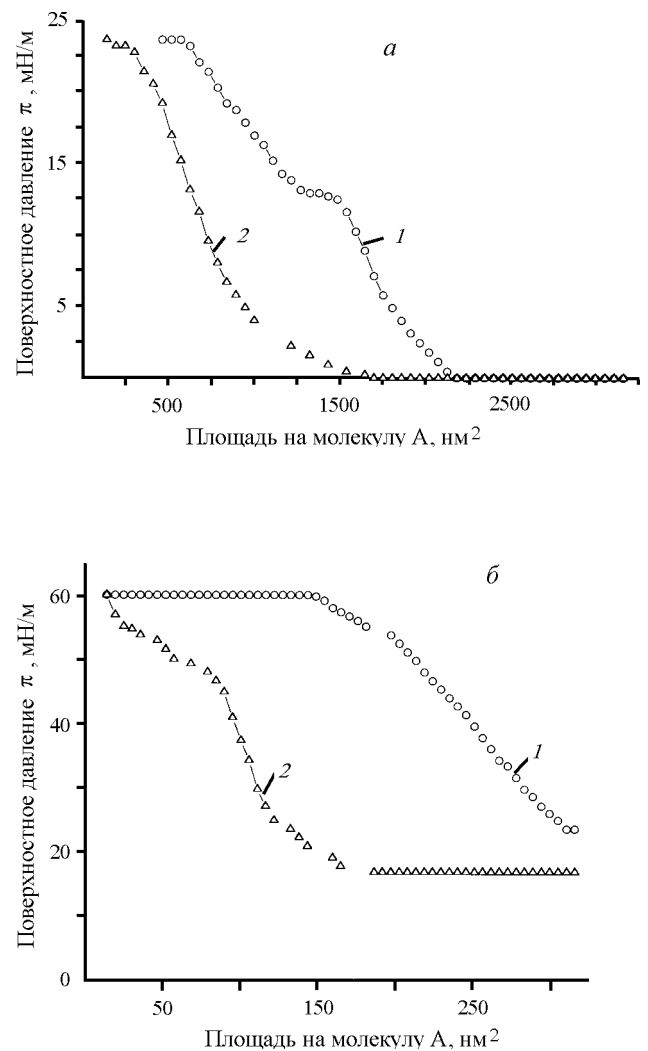 25
15
5
Поверхностное давление π , мН/м
а
1
2
500
1500
2500
Площадь на молекулу А, нм2
60
40
20
0
Поверхностное давление π , мН/м
б
1
2
50
150
250
Площадь на молекулу А, нм2